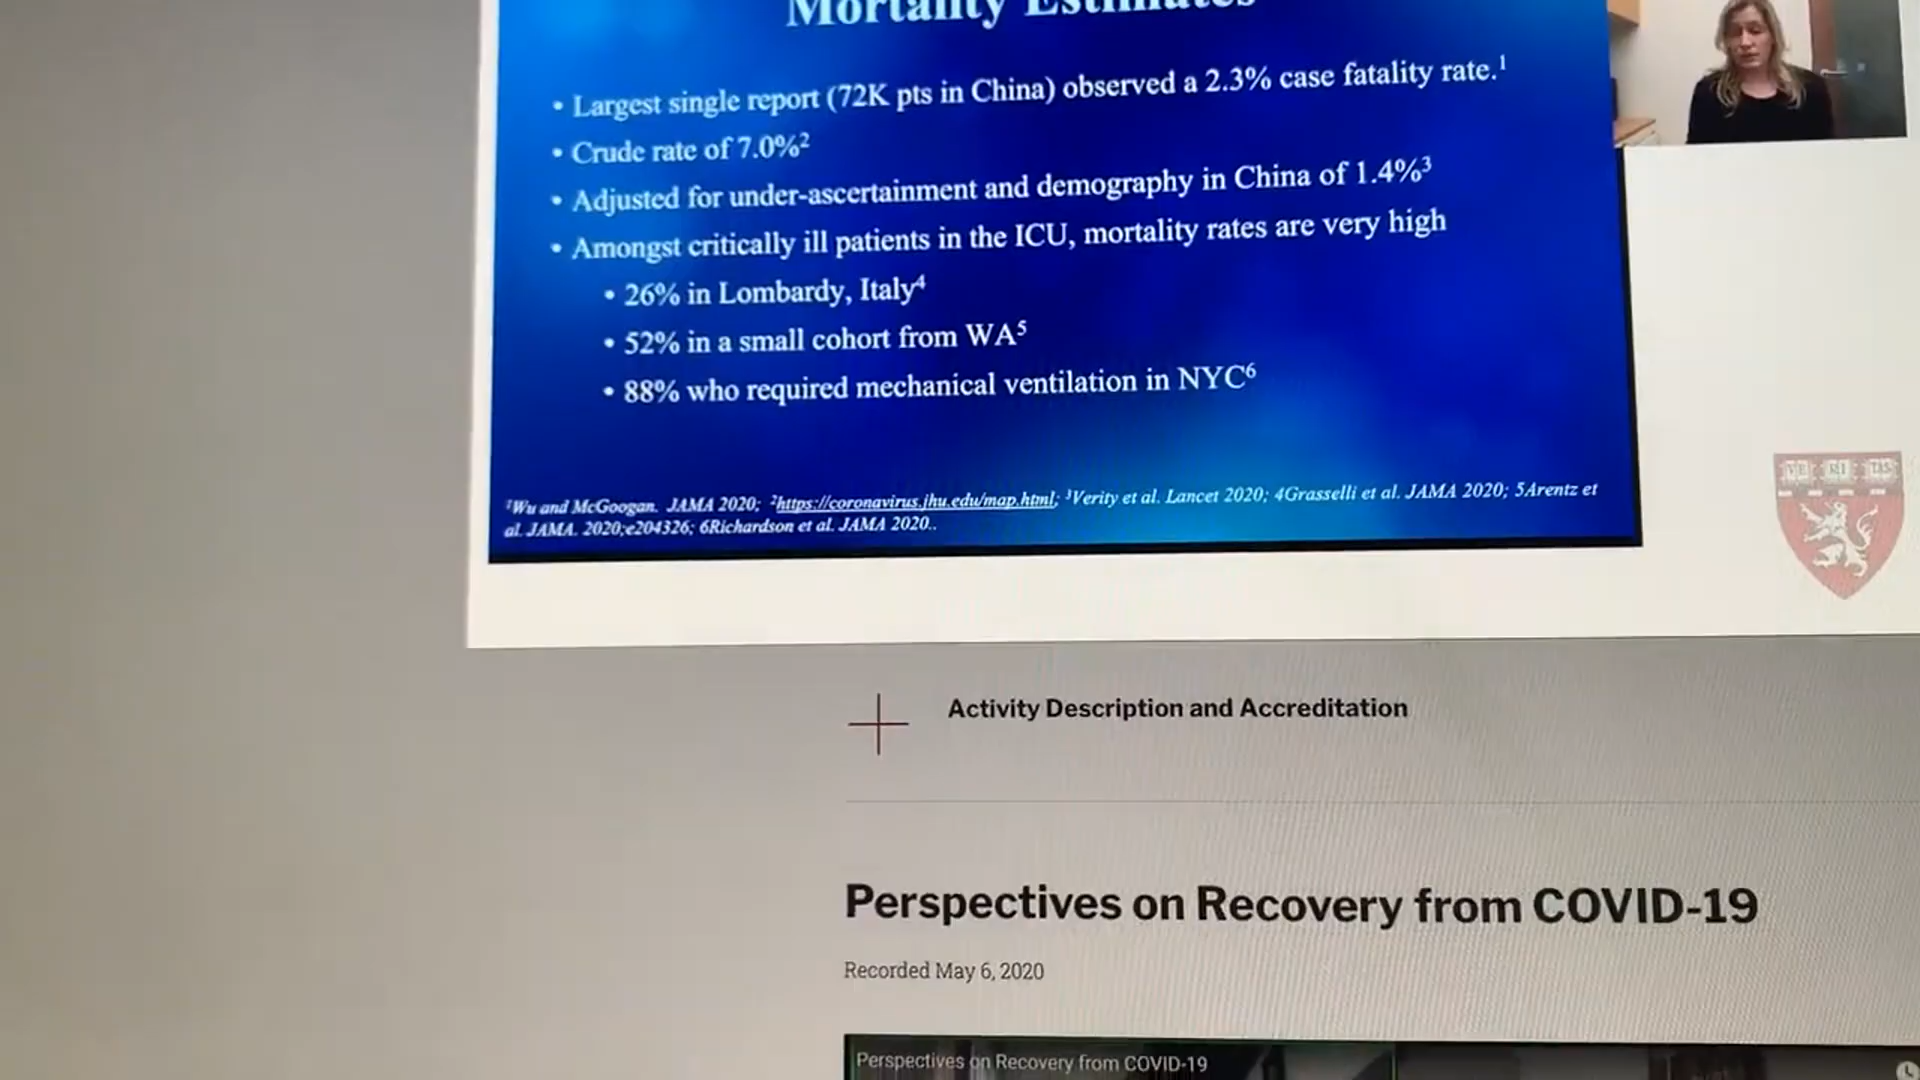 Mortality Estimates
• Largest single report (72K pts in China) observed a 2.3% case fatality rate.¹
• Crude rate of 7.0%²
• Adjusted for under-ascertainment and demography in China of 1.4%³
• Amongst critically ill patients in the ICU, mortality rates are very high
• 26% in Lombardy, Italy⁴
• 52% in a small cohort from WA⁵
• 88% who required mechanical ventilation in NYC⁶
¹Wu and McGoogan. JAMA 2020; ²https://coronavirus.jhu.edu/map.html; ³Verity et al. Lancet 2020; 4Grasselli et al. JAMA 2020; 5Arentz et
al. JAMA. 2020;e204326; 6Richardson et al. JAMA 2020..
VE RI TAS
Activity Description and Accreditation
Perspectives on Recovery from COVID-19
Recorded May 6, 2020
Perspectives on Recovery from COVID-19